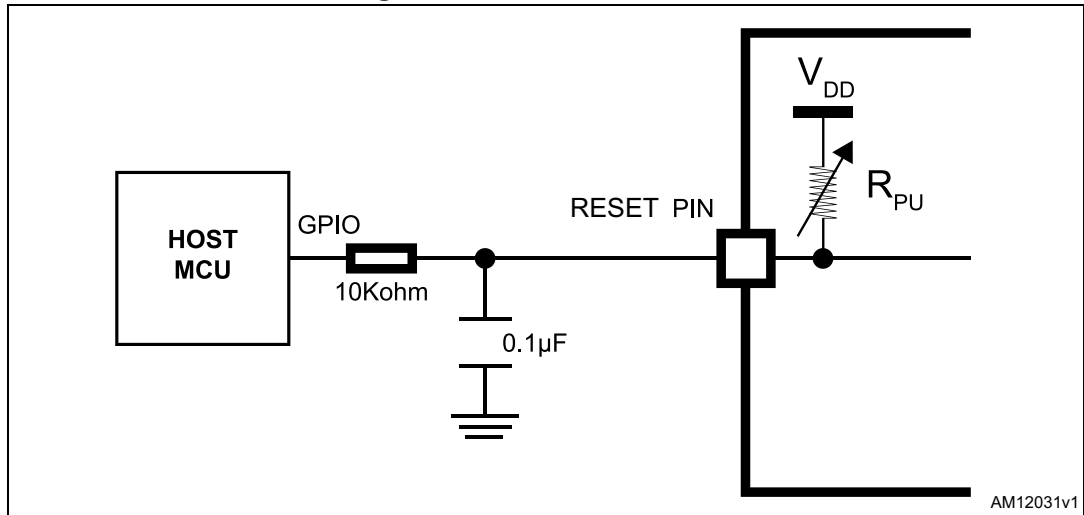 V DD
R PU
RESET PIN
GPIO
HOST
MCU
10Kohm
0.1µF
AM12031v1